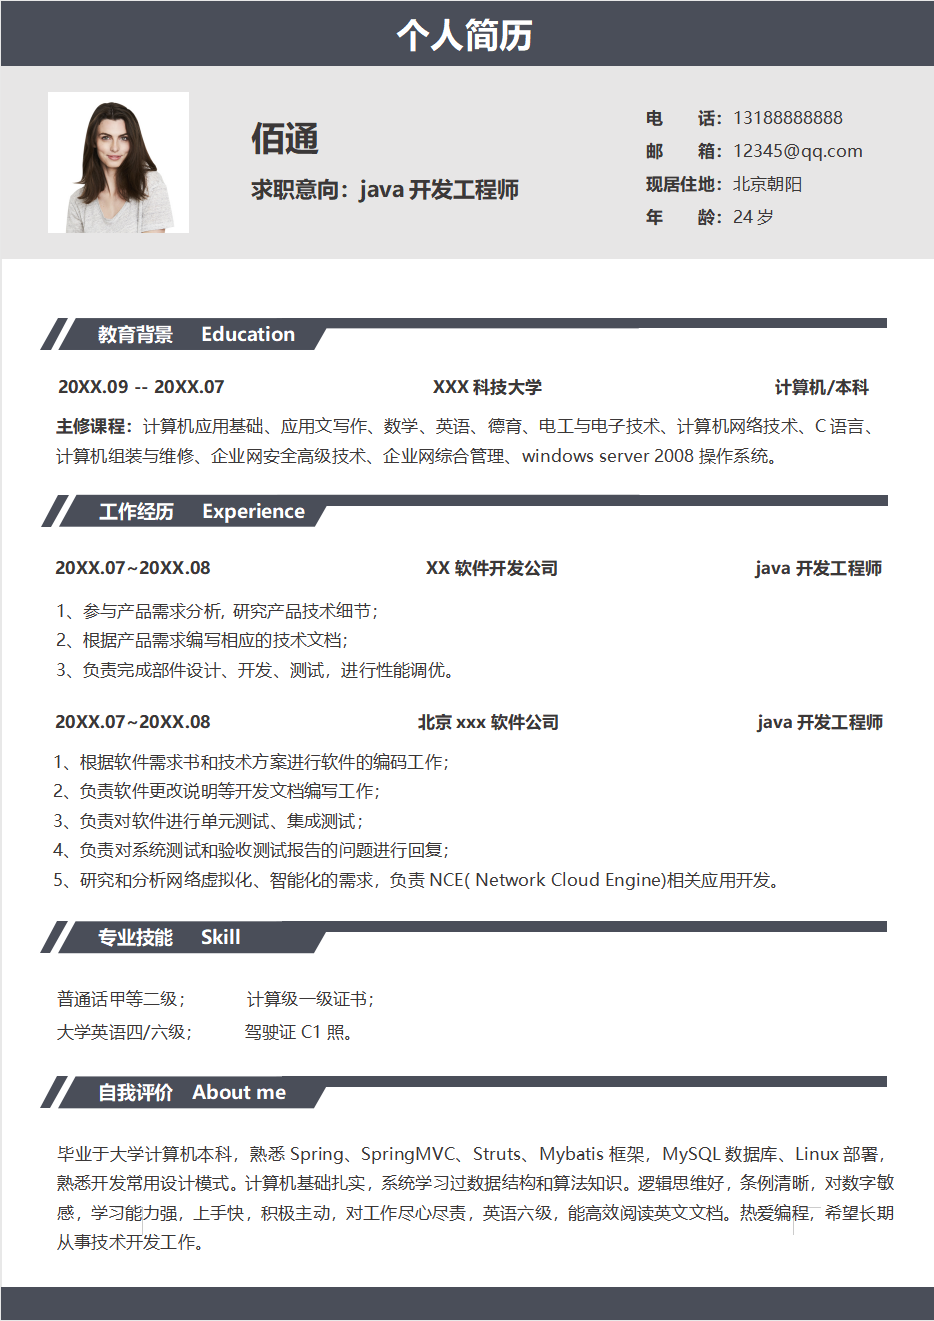 个人简历
佰通
求职意向：java 开发工程师
电 话：13188888888
邮 箱：12345@qq.com
现居住地：北京朝阳
年 龄：24 岁
教育背景 Education
20XX.09 -- 20XX.07 XXX 科技大学 计算机/本科
主修课程：计算机应用基础、应用文写作、数学、英语、德育、电工与电子技术、计算机网络技术、C 语言、
计算机组装与维修、企业网安全高级技术、企业网综合管理、windows server 2008 操作系统。
工作经历 Experience
20XX.07~20XX.08 XX 软件开发公司 java 开发工程师
1、参与产品需求分析, 研究产品技术细节；
2、根据产品需求编写相应的技术文档；
3、负责完成部件设计、开发、测试，进行性能调优。
20XX.07~20XX.08 北京 xxx 软件公司 java 开发工程师
1、根据软件需求书和技术方案进行软件的编码工作；
2、负责软件更改说明等开发文档编写工作；
3、负责对软件进行单元测试、集成测试；
4、负责对系统测试和验收测试报告的问题进行回复；
5、研究和分析网络虚拟化、智能化的需求，负责 NCE( Network Cloud Engine)相关应用开发。
专业技能 Skill
普通话甲等二级； 计算级一级证书；
大学英语四/六级； 驾驶证 C1 照。
自我评价 About me
毕业于大学计算机本科，熟悉 Spring、SpringMVC、Struts、Mybatis 框架，MySQL 数据库、Linux 部署，
熟悉开发常用设计模式。计算机基础扎实，系统学习过数据结构和算法知识。逻辑思维好，条例清晰，对数字敏
感，学习能力强，上手快，积极主动，对工作尽心尽责，英语六级，能高效阅读英文文档。热爱编程，希望长期
从事技术开发工作。